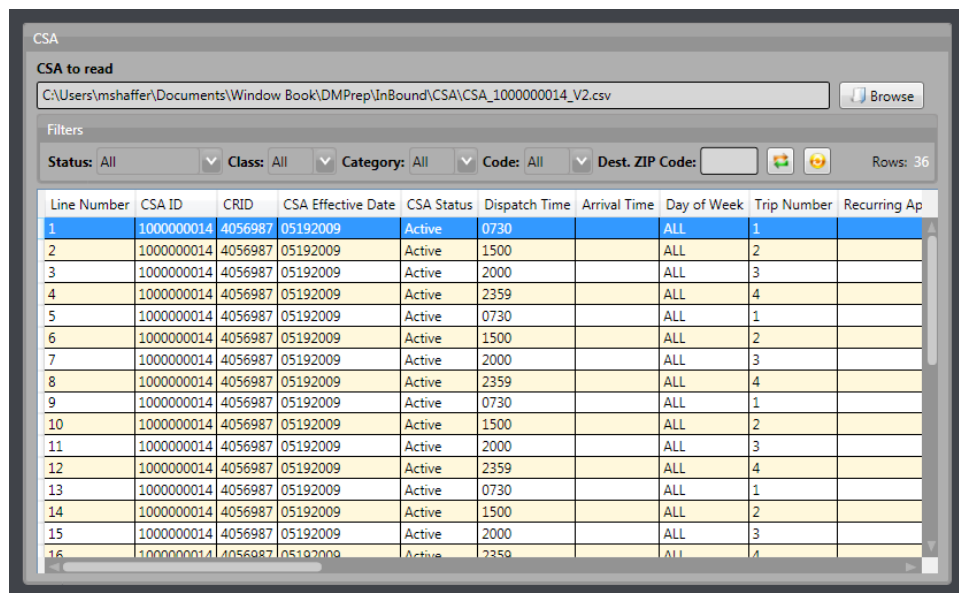 CSA
CSA to read
C:\Users\mshaffer\Documents\Window Book\DMPrep\InBound\CSA\CSA_1000000014_V2.csv Browse
Filters
Status: All Class: All Category: All Code: All Dest. ZIP Code: Rows: 36
Line Number CSA ID CRID CSA Effective Date CSA Status Dispatch Time Arrival Time Day of Week Trip Number Recurring Ap
1 1000000014 4056987 05192009 Active 0730 ALL 1
2 1000000014 4056987 05192009 Active 1500 ALL 2
3 1000000014 4056987 05192009 Active 2000 ALL 3
4 1000000014 4056987 05192009 Active 2359 ALL 4
5 1000000014 4056987 05192009 Active 0730 ALL 1
6 1000000014 4056987 05192009 Active 1500 ALL 2
7 1000000014 4056987 05192009 Active 2000 ALL 3
8 1000000014 4056987 05192009 Active 2359 ALL 4
9 1000000014 4056987 05192009 Active 0730 ALL 1
10 1000000014 4056987 05192009 Active 1500 ALL 2
11 1000000014 4056987 05192009 Active 2000 ALL 3
12 1000000014 4056987 05192009 Active 2359 ALL 4
13 1000000014 4056987 05192009 Active 0730 ALL 1
14 1000000014 4056987 05192009 Active 1500 ALL 2
15 1000000014 4056987 05192009 Active 2000 ALL 3
16 1000000014 4056987 05192009 Active 2359 ALL 4